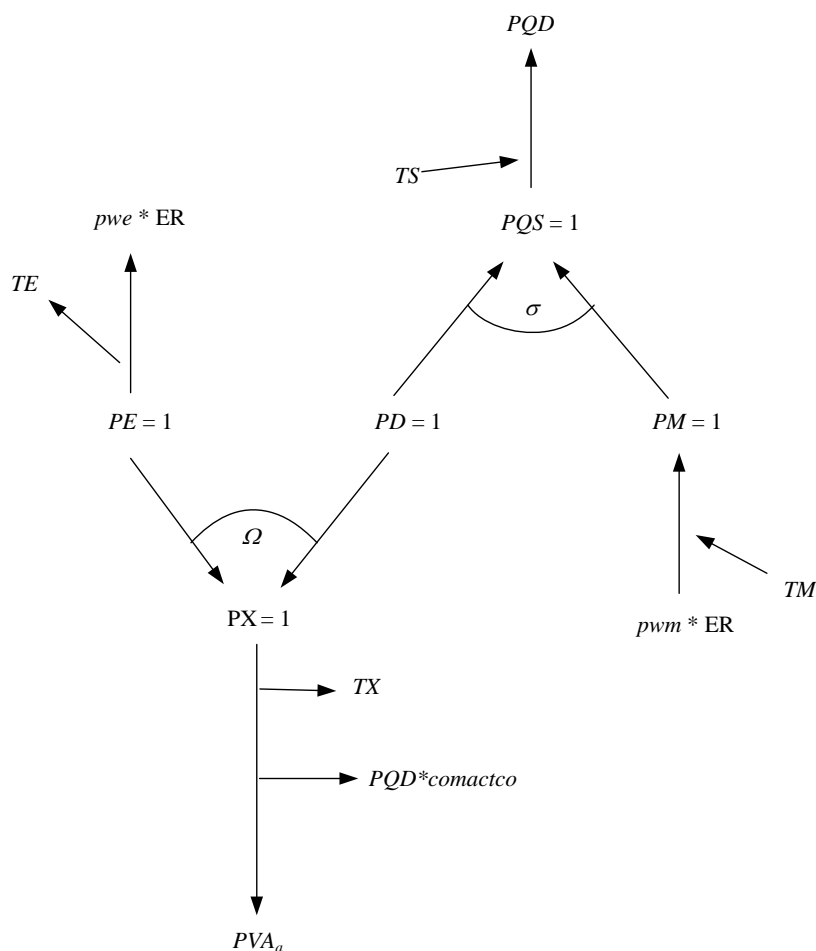 PQD
TS
PQS = 1
pwe * ER
TE
σ
PE = 1
PD = 1
PM = 1
Ω
TM
PX = 1
pwm * ER
TX
PQD*comactco
PVAa